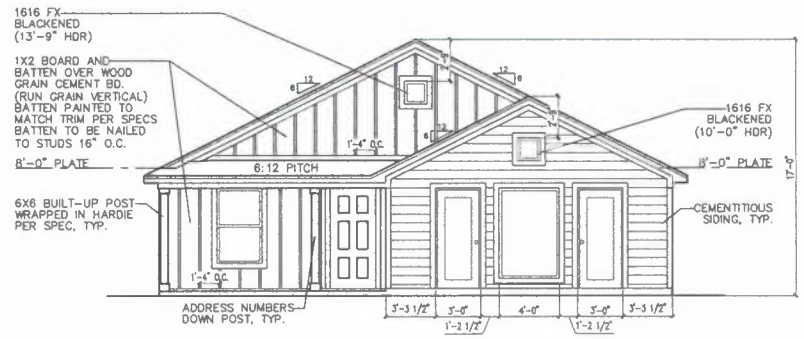 1616 FX
BLACKENED
(13'-9" HDR)
1X2 BOARD AND
BATTEN OVER WOOD
GRAIN CEMENT BD.
(RUN GRAIN VERTICAL)
BATTEN PAINTED TO
MATCH TRIM PER SPECS
BATTEN TO BE NAILED
TO STUDS 16" O.C.
8'-0" PLATE
6X6 BUILT-UP POST
WRAPPED IN HARDIE
PER SPEC, TYP.
ADDRESS NUMBERS
DOWN POST, TYP.
12
6
12
6
12
6
1'-4" O.C.
6:12 PITCH
1'-4" O.C.
1616 FX
BLACKENED
(10'-0" HDR)
8'-0" PLATE
17'-0"
CEMENTITIOUS
SIDING, TYP.
3'-3 1/2"
3'-0"
4'-0"
3'-0"
3'-3 1/2"
1'-2 1/2"
1'-2 1/2"